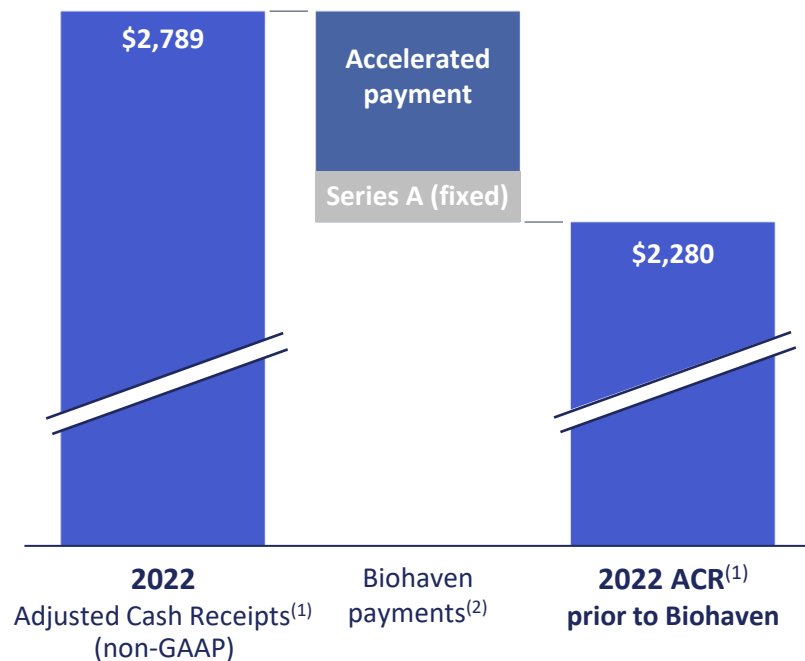 $2,789
Accelerated
payment
Series A (fixed)
$2,280
2022
Adjusted Cash Receipts(1)
(non-GAAP)
Biohaven
payments(2)
2022 ACR(1)
prior to Biohaven